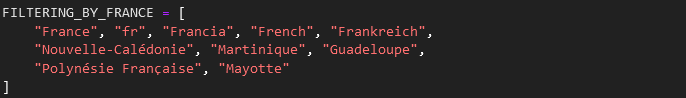 FILTERING_BY_FRANCE = [
"France", "fr", "Francia", "French", "Frankreich",
"Nouvelle-Calédonie", "Martinique", "Guadeloupe",
"Polynésie Française", "Mayotte"
]